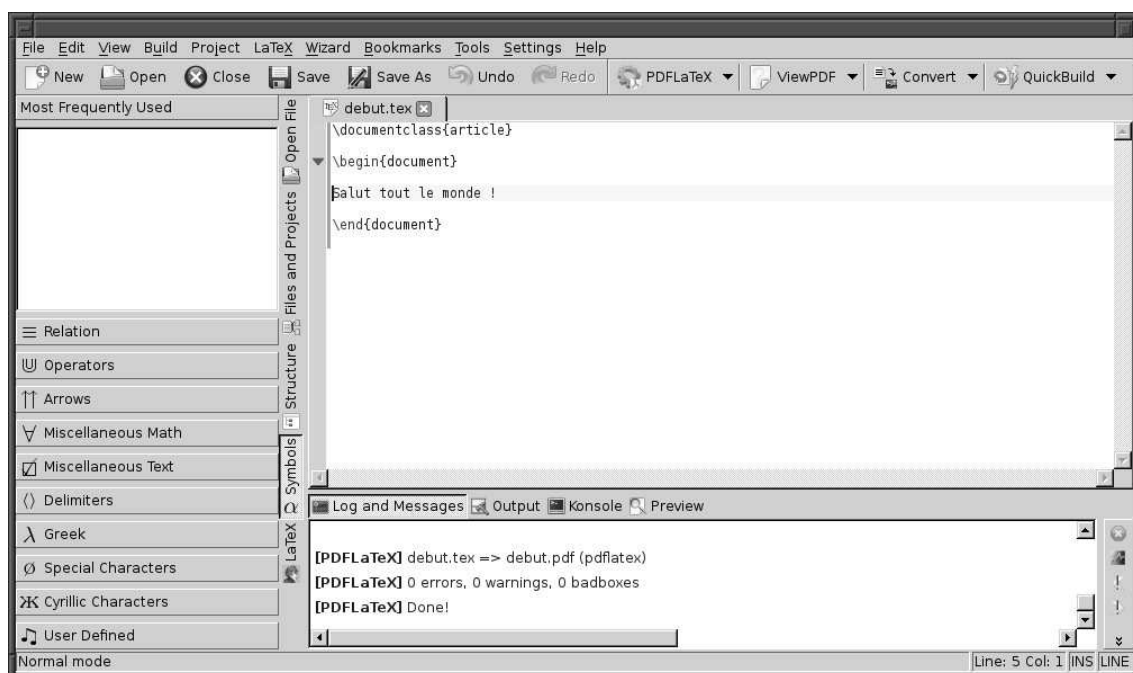 File Edit View Build Project LaTeX Wizard Bookmarks Tools Settings Help
New Open Close Save Save As Undo Redo PDFLaTeX ViewPDF Convert QuickBuild
Most Frequently Used
Relation
Operators
Arrows
Miscellaneous Math
Miscellaneous Text
Delimiters
Greek
Special Characters
Cyrillic Characters
User Defined
Open File
Files and Projects
Structure
Symbols
LaTeX
debut.tex
\documentclass{article}
\begin{document}
Salut tout le monde !
\end{document}
Log and Messages Output Konsole Preview
[PDFLaTeX] debut.tex => debut.pdf (pdflatex)
[PDFLaTeX] 0 errors, 0 warnings, 0 badboxes
[PDFLaTeX] Done!
Normal mode Line: 5 Col: 1 INS LINE